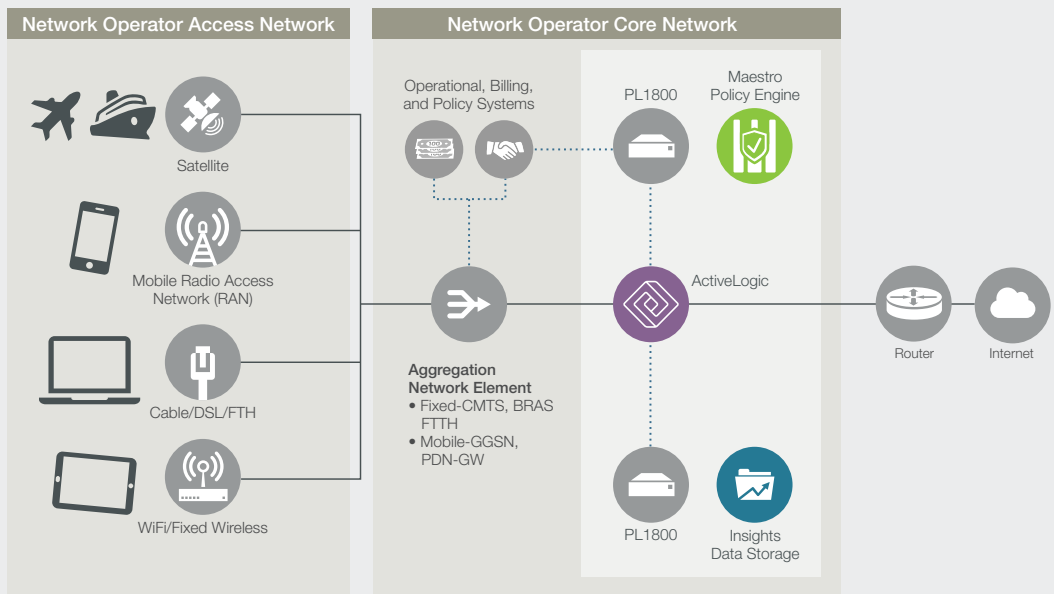 Network Operator Access Network
Satellite
Mobile Radio Access
Network (RAN)
Cable/DSL/FTH
WiFi/Fixed Wireless
Network Operator Core Network
Operational, Billing,
and Policy Systems
100
PL1800
Maestro
Policy Engine
ActiveLogic
Aggregation
Network Element
• Fixed-CMTS, BRAS
FTTH
• Mobile-GGSN,
PDN-GW
PL1800
Insights
Data Storage
Router
Internet